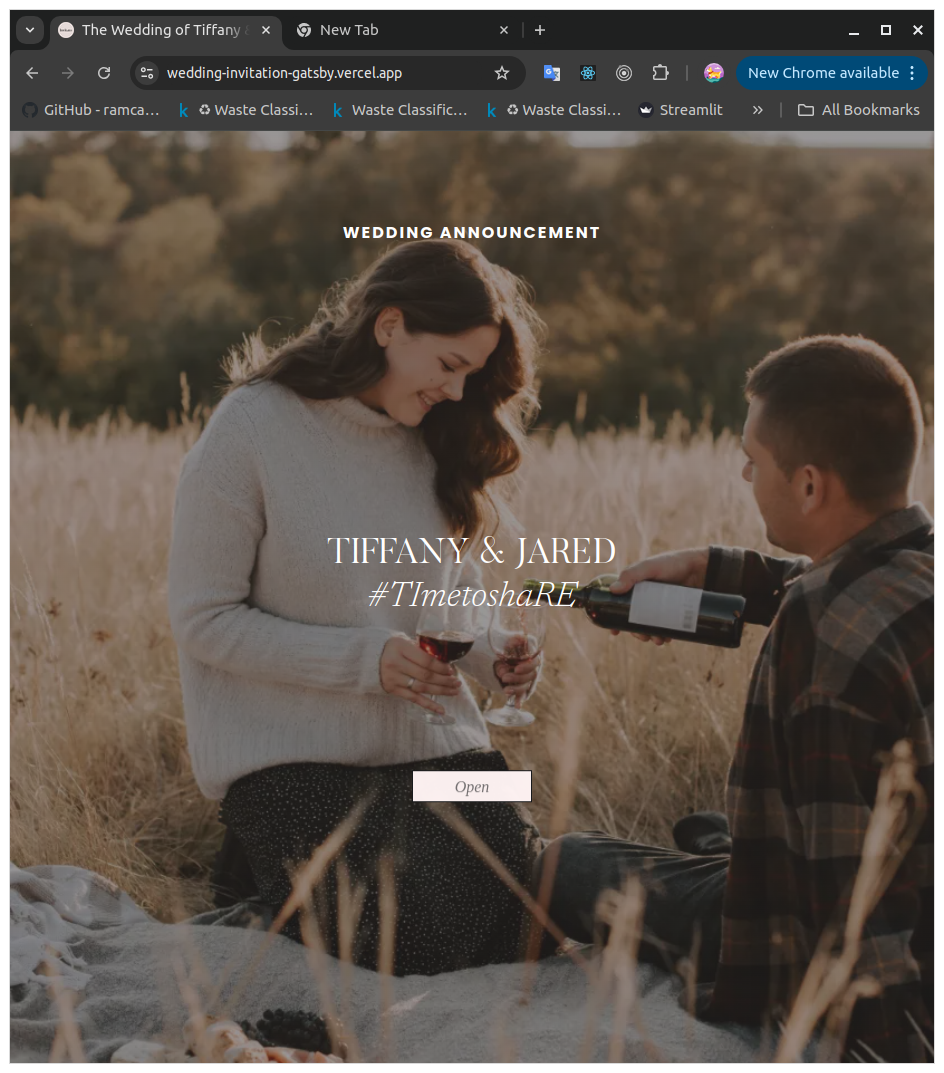 The Wedding of Tiffany &
New Tab
wedding-invitation-gatsby.vercel.app
New Chrome available
GitHub - ramca…
♻ Waste Classi…
Waste Classific…
♻ Waste Classi…
Streamlit
All Bookmarks
WEDDING ANNOUNCEMENT
TIFFANY & JARED
#TImetoshaRE
Open